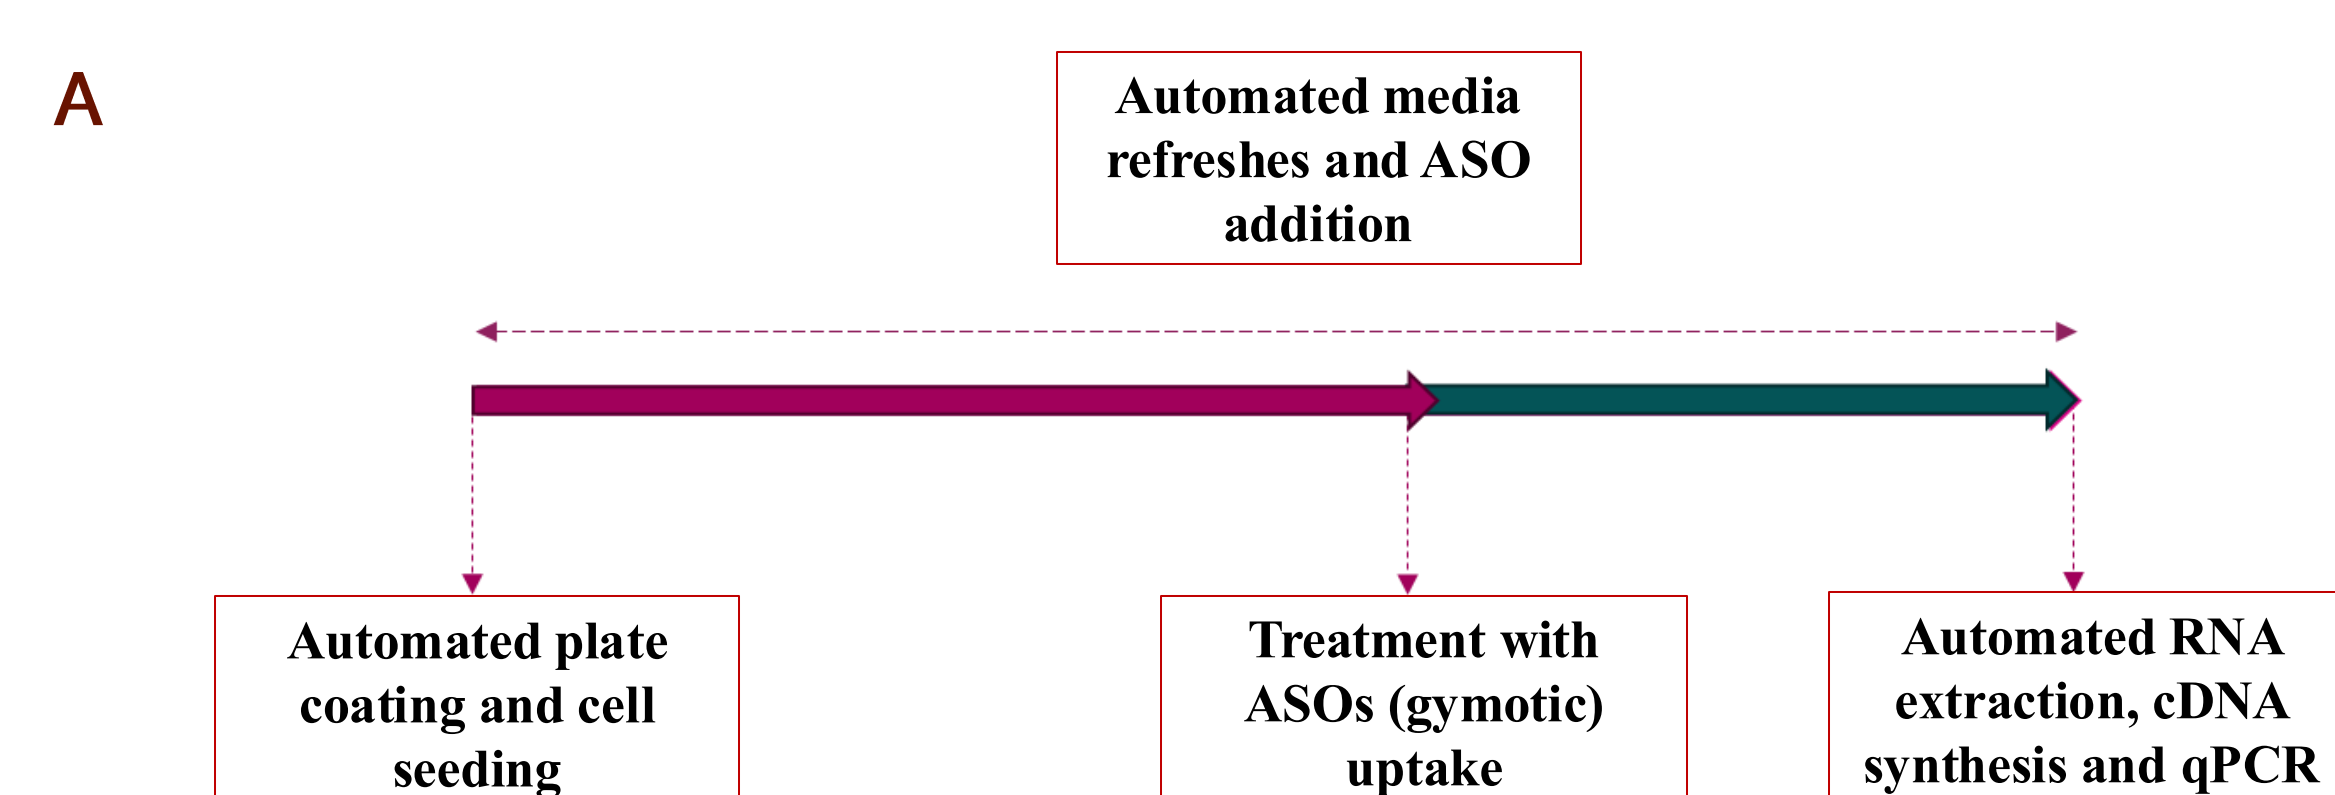 A
Automated media
refreshes and ASO
addition
Automated plate
coating and cell
seeding
Treatment with
ASOs (gymotic)
uptake
Automated RNA
extraction, cDNA
synthesis and qPCR